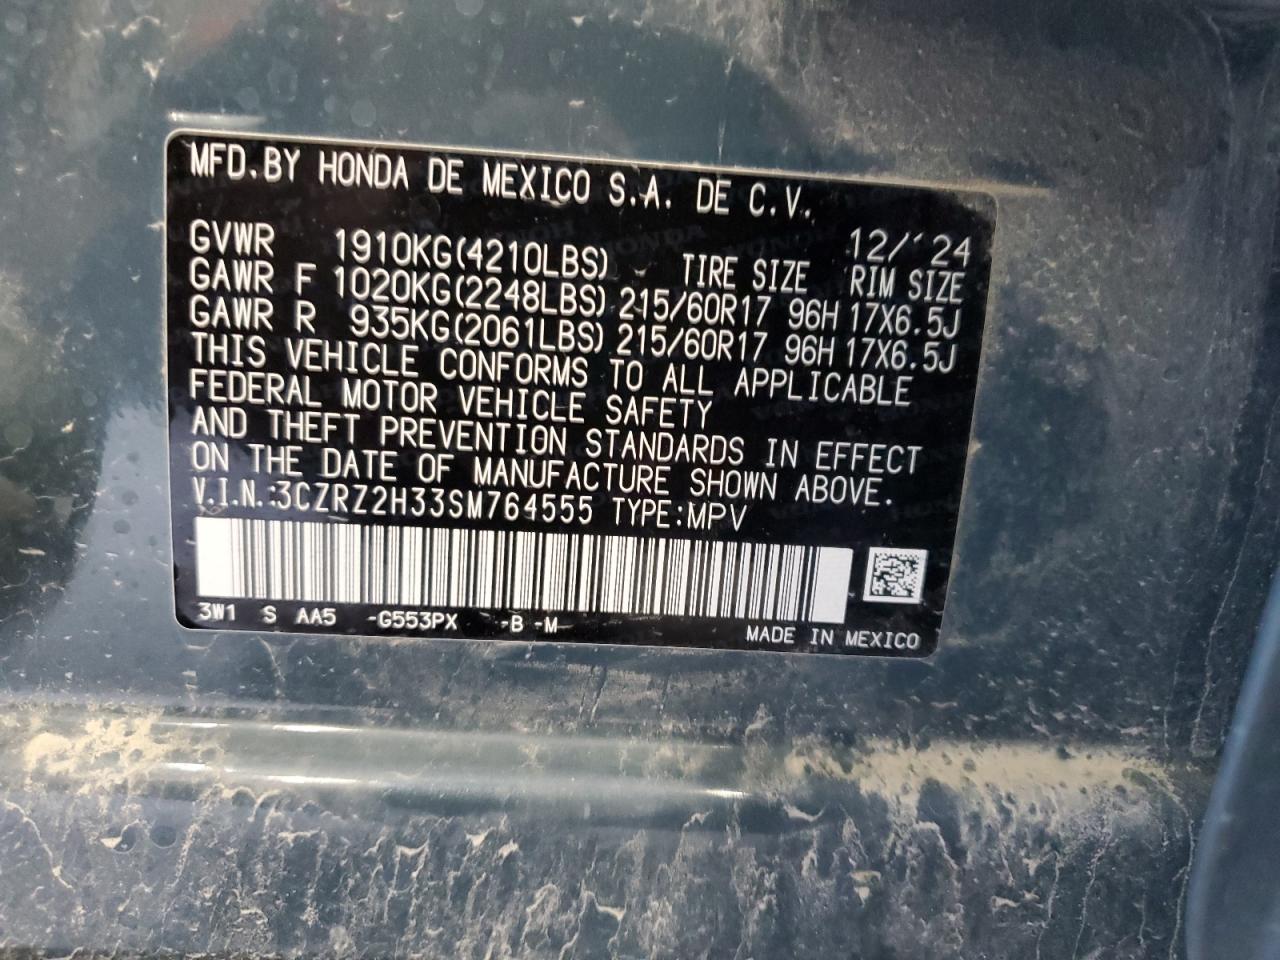 MFD.BY HONDA DE MEXICO S.A. DE C.V.
12/'24
GVWR 1910KG(4210LBS) TIRE SIZE RIM SIZE
GAWR F 1020KG(2248LBS) 215/60R17 96H 17X6.5J
GAWR R 935KG(2061LBS) 215/60R17 96H 17X6.5J
THIS VEHICLE CONFORMS TO ALL APPLICABLE
FEDERAL MOTOR VEHICLE SAFETY
AND THEFT PREVENTION STANDARDS IN EFFECT
ON THE DATE OF MANUFACTURE SHOWN ABOVE.
V.I.N.:3CZRZ2H33SM764555 TYPE:MPV
3W1 S AA5 -G553PX -B -M
MADE IN MEXICO